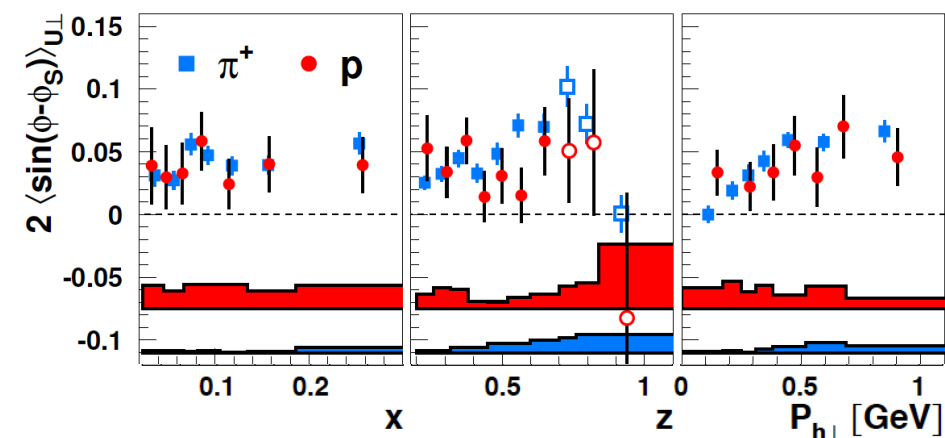 2 ⟨sin(ϕ-ϕS)⟩U⊥
0.15
0.1
0.05
0
-0.05
-0.1
π+ p
0.1 0.2
0.5 1
0 0.5 1
x
z
Ph⊥ [GeV]